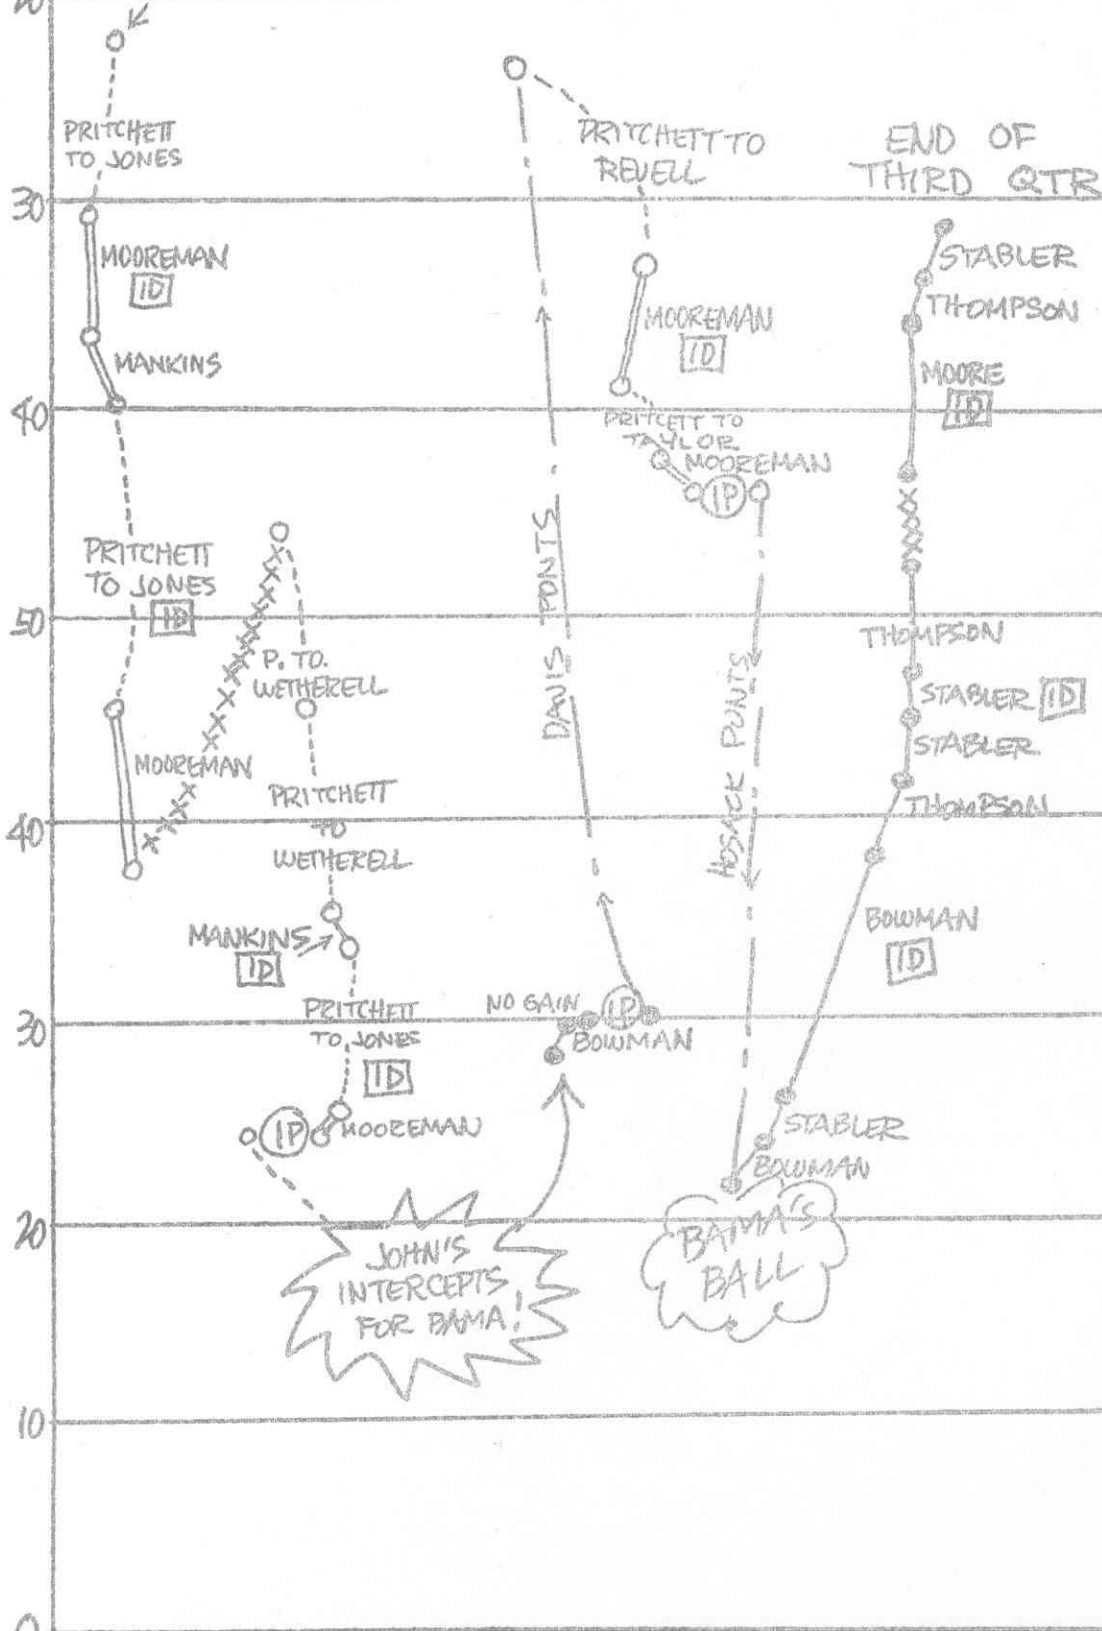 20
PRITCHETT
TO JONES
30
MOOREMAN
1D
MANKINS
PRITCHETT
TO JONES
1D
50
MOOREMAN
P. TO.
WETHERELL
PRITCHETT
TO
WETHERELL
40
MANKINS
1D
PRITCHETT
TO JONES
1D
MOOREMAN
1P
JOHN'S
INTERCEPTS
FOR BAMA!
NO GAIN
1P
BOWMAN
DAVIS PUNTS
PRITCHETT TO
REVELL
MOOREMAN
1D
PRITCETT TO
TAYLOR
MOOREMAN
1P
HOSACK PUNTS
BAMA'S
BALL
BOWMAN
STABLER
BOWMAN
1D
THOMPSON
STABLER
STABLER 1D
THOMPSON
MOORE
1D
THOMPSON
STABLER
END OF
THIRD QTR
40
30
20
10
0